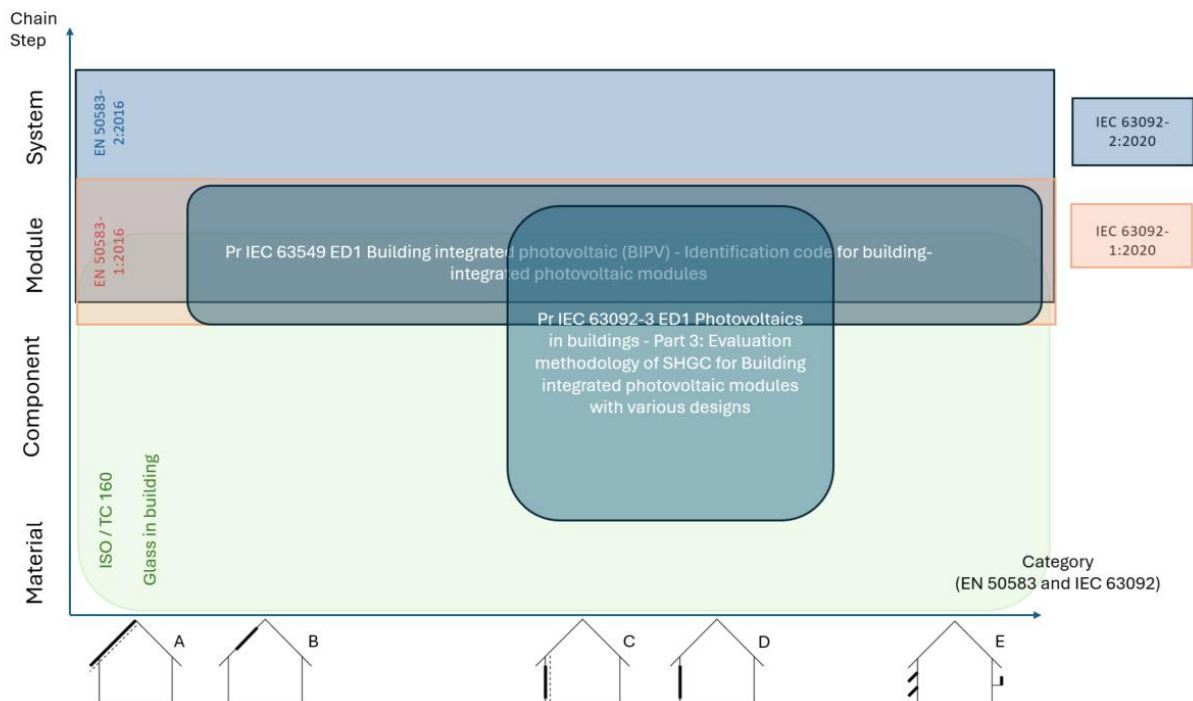 Chain
Step
System
Module
Component
Material
EN 50583-
2:2016
EN 50583-
1:2016
IEC 63092-
2:2020
IEC 63092-
1:2020
Pr IEC 63549 ED1 Building integrated photovoltaic (BIPV) - Identification code for building-
integrated photovoltaic modules
Pr IEC 63092-3 ED1 Photovoltaics
in buildings - Part 3: Evaluation
methodology of SHGC for Building
integrated photovoltaic modules
with various designs
ISO / TC 160
Glass in building
Category
(EN 50583 and IEC 63092)
A
B
C
D
E